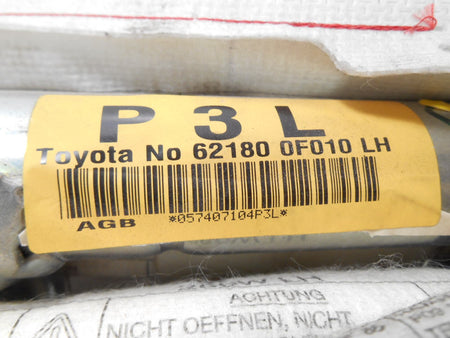 P 3 L
Toyota No 62180 0F010 LH
AGB *057407104P3L*
ACHTUNG
NICHT OEFFNEN, NICHT